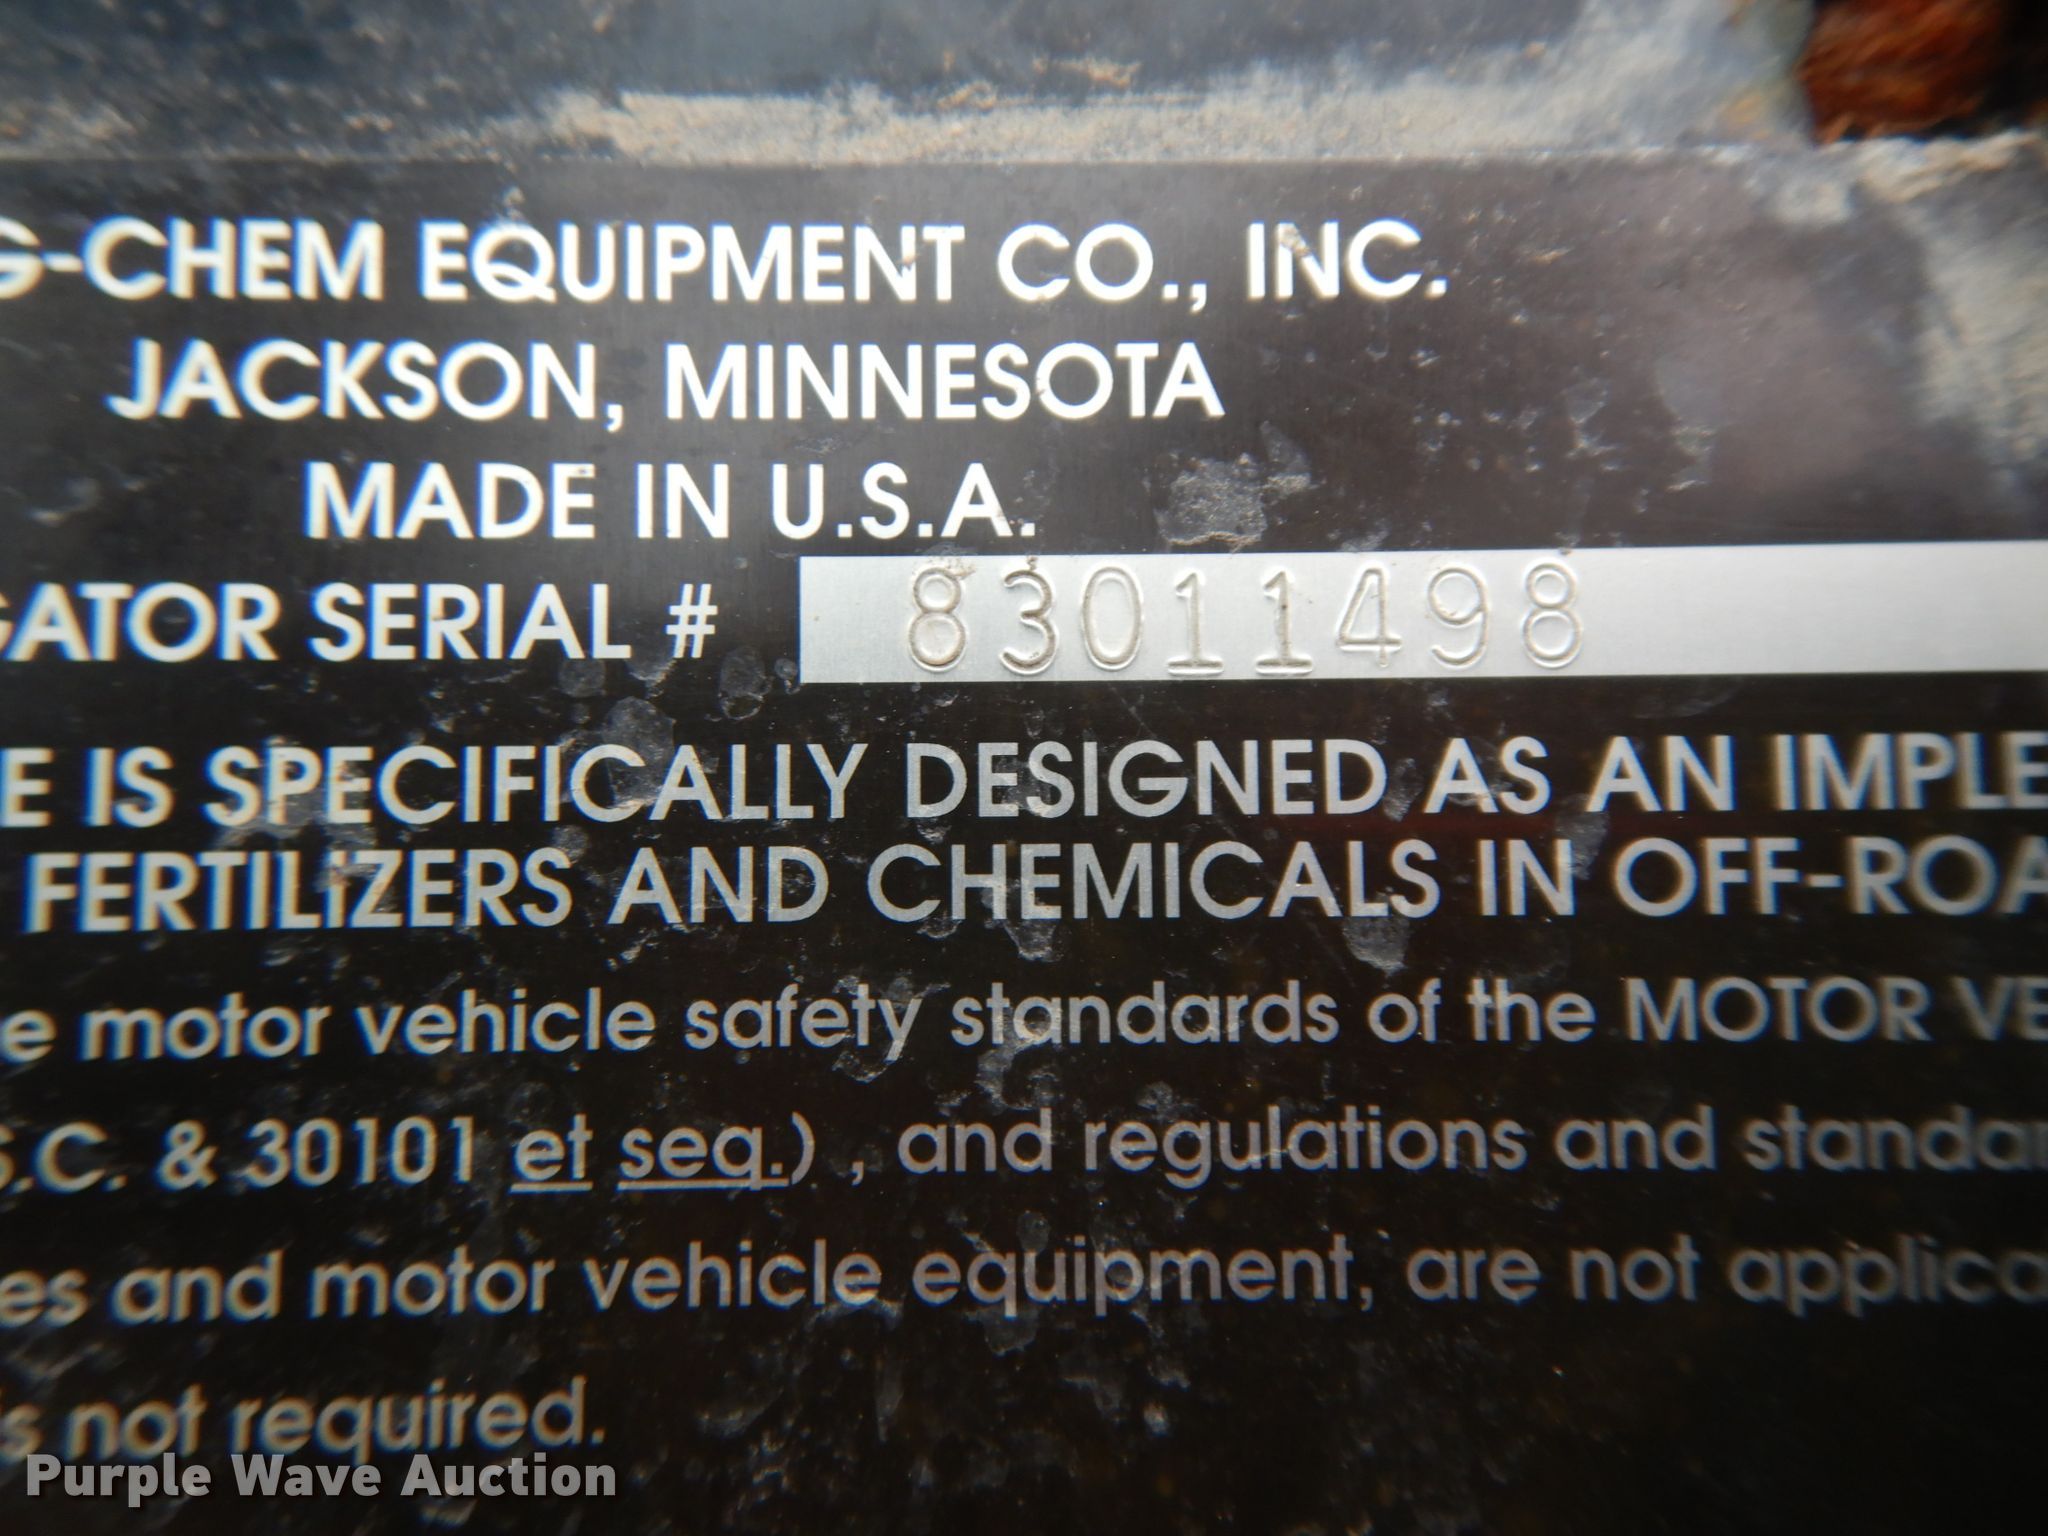 G-CHEM EQUIPMENT CO., INC.
JACKSON, MINNESOTA
MADE IN U.S.A.
GATOR SERIAL # 83011498
E IS SPECIFICALLY DESIGNED AS AN IMPLE
FERTILIZERS AND CHEMICALS IN OFF-ROA
e motor vehicle safety standards of the MOTOR VE
S.C. & 30101 et seq.) , and regulations and standar
es and motor vehicle equipment, are not applica
is not required.
Purple Wave Auction